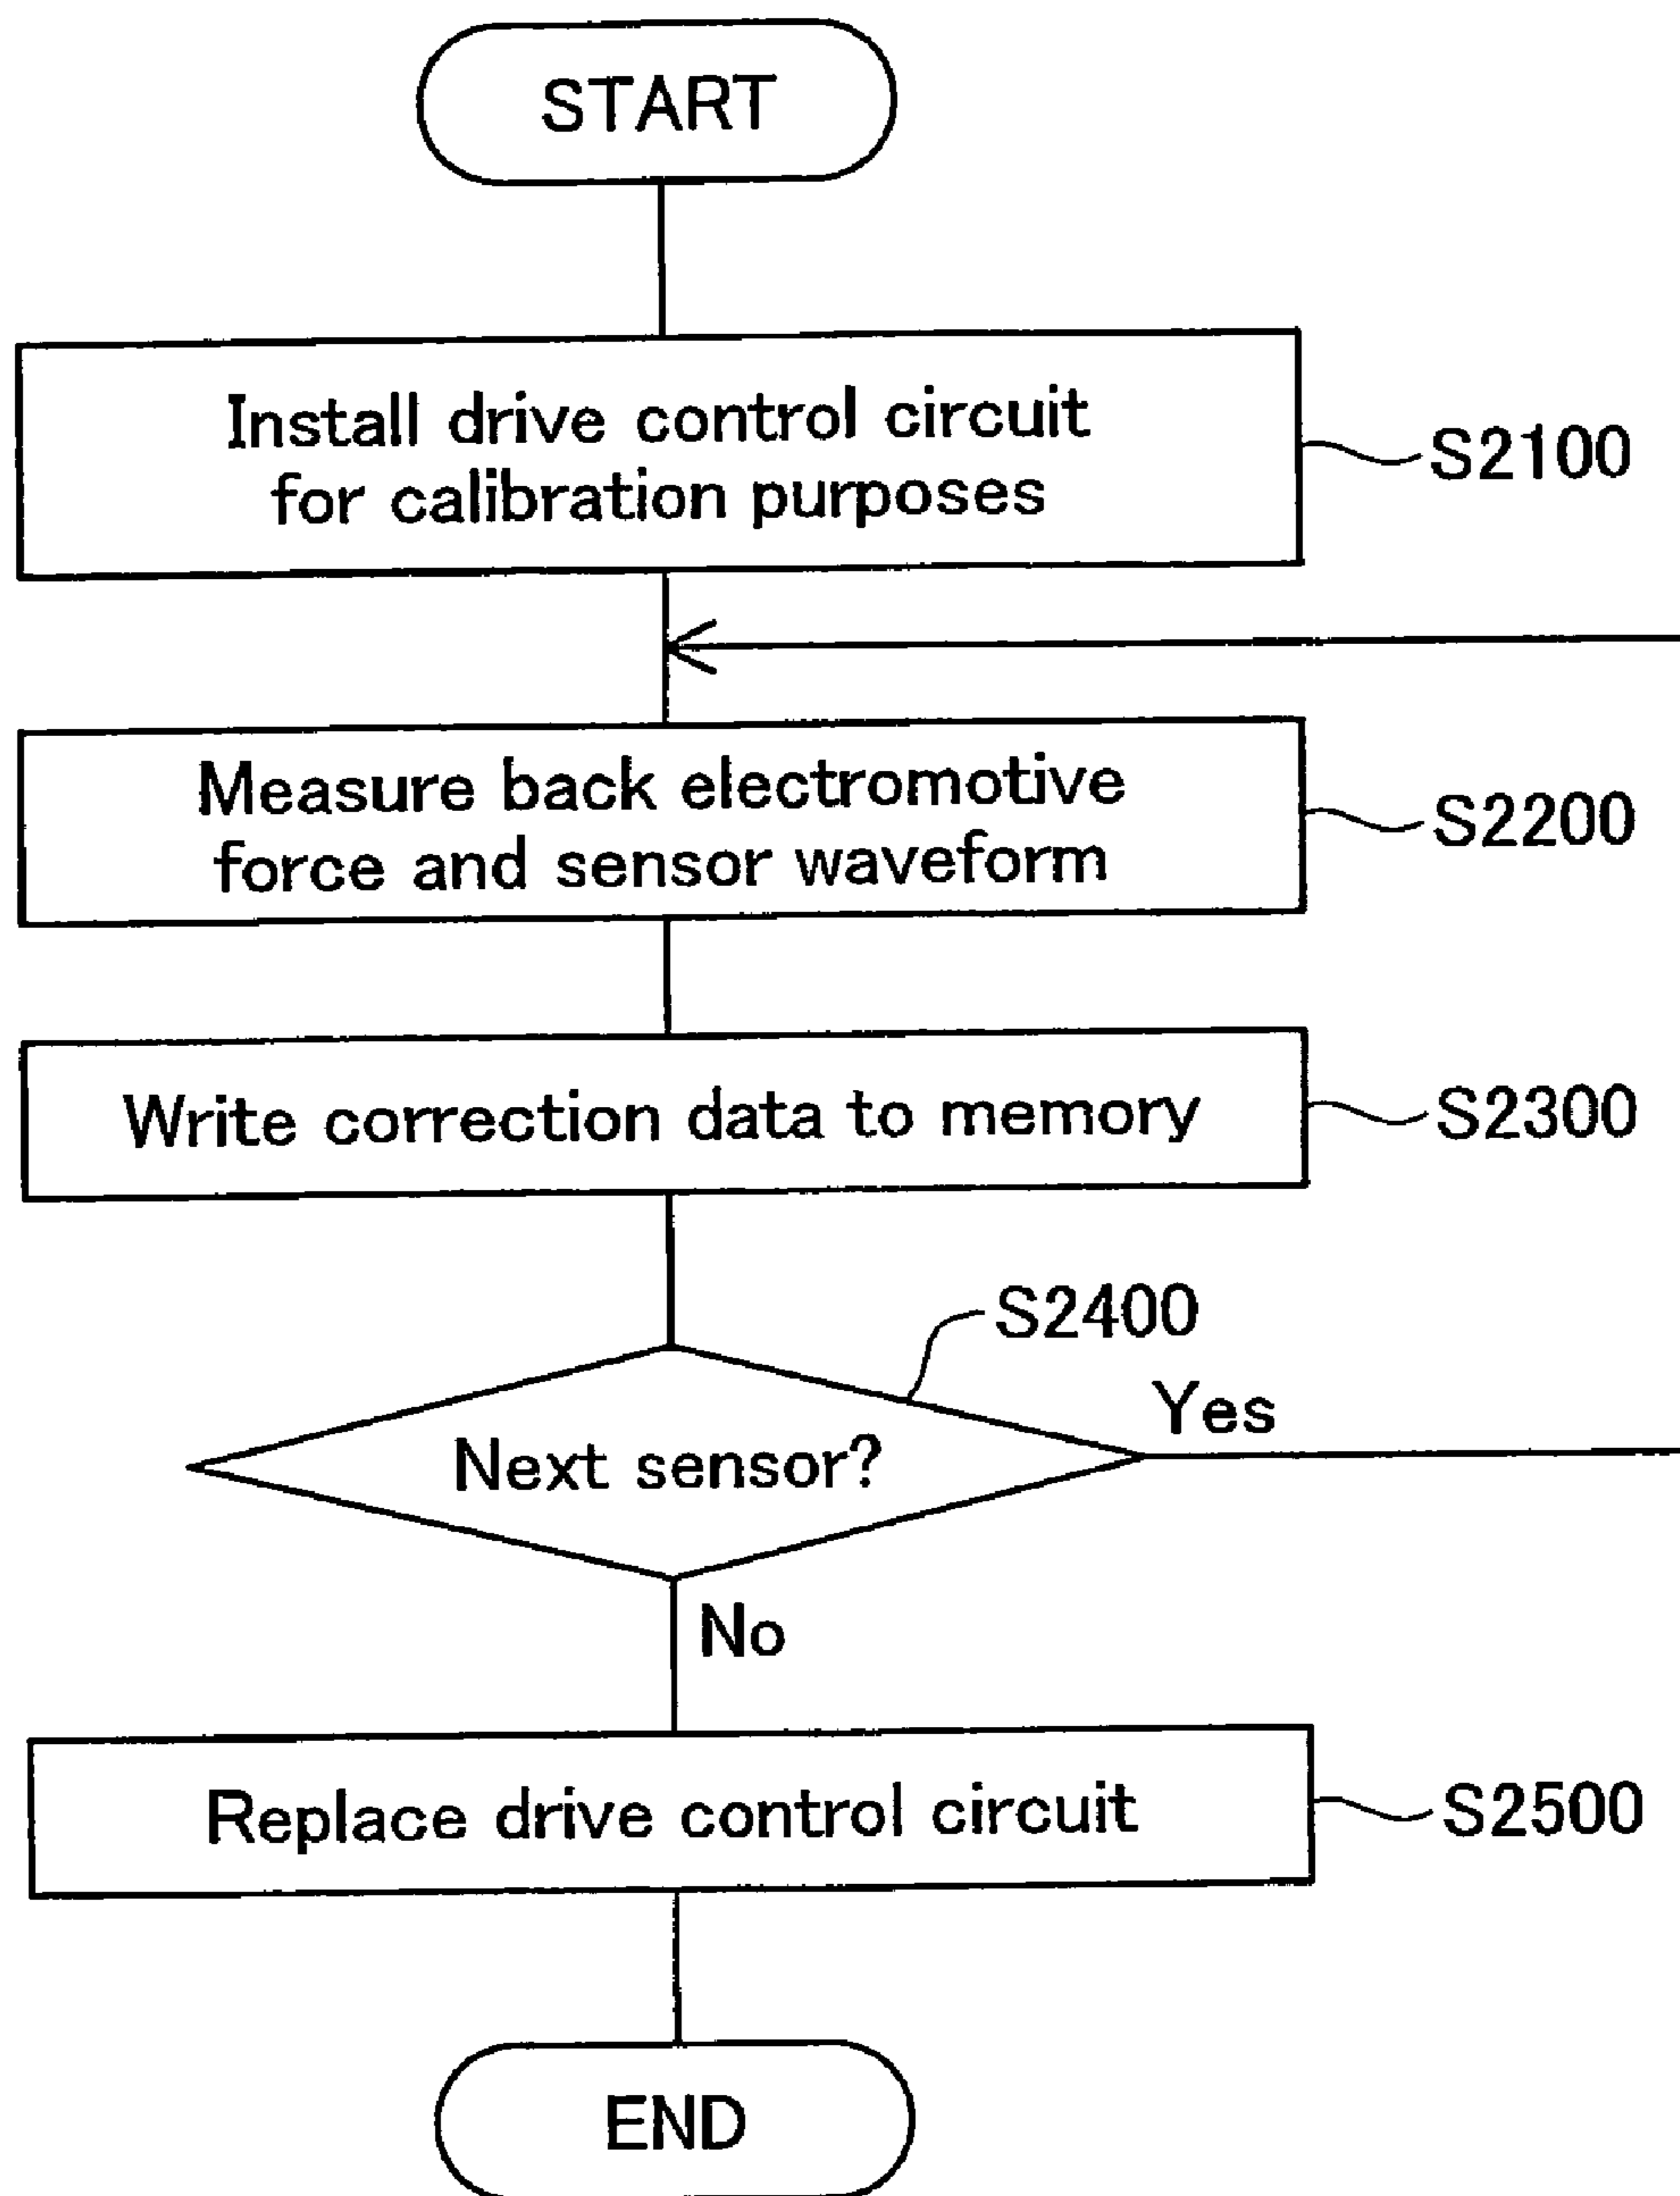 START
Install drive control circuit
for calibration purposes
S2100
Measure back electromotive
force and sensor waveform
S2200
Write correction data to memory
S2300
S2400
Yes
Next sensor?
No
Replace drive control circuit
S2500
END